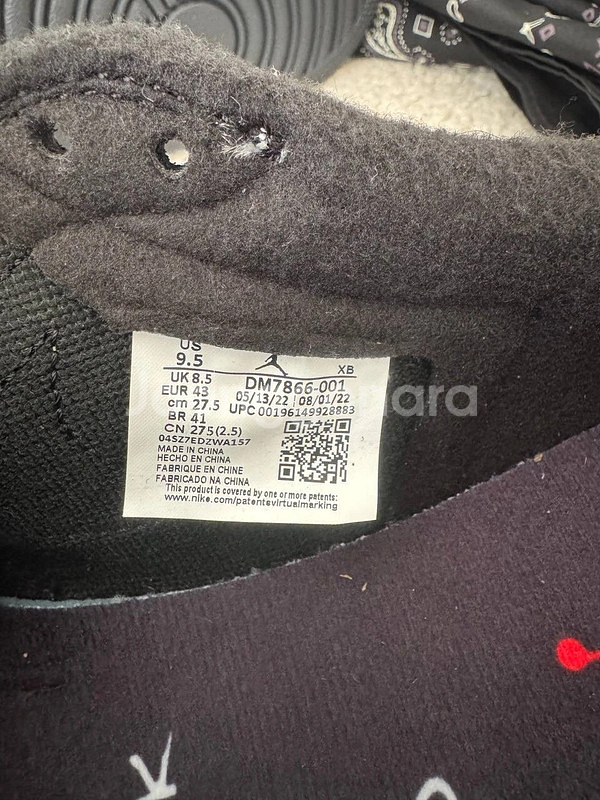 US
9.5
XB
UK 8.5
DM7866-001
EUR 43
05/13/22 | 08/01/22
cm 27.5
UPC 00196149928883
BR 41
CN 275(2.5)
04SZ7EDZWA157
MADE IN CHINA
HECHO EN CHINA
FABRIQUE EN CHINE
FABRICADO NA CHINA
This product is covered by one or more patents:
www.nike.com/patentsvirtualmarking